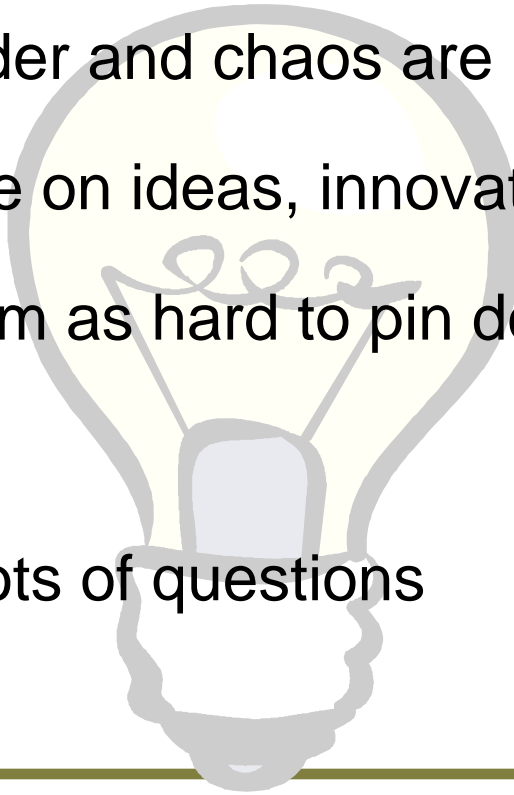 der and chaos are
e on ideas, innovat
m as hard to pin d
ots of questions